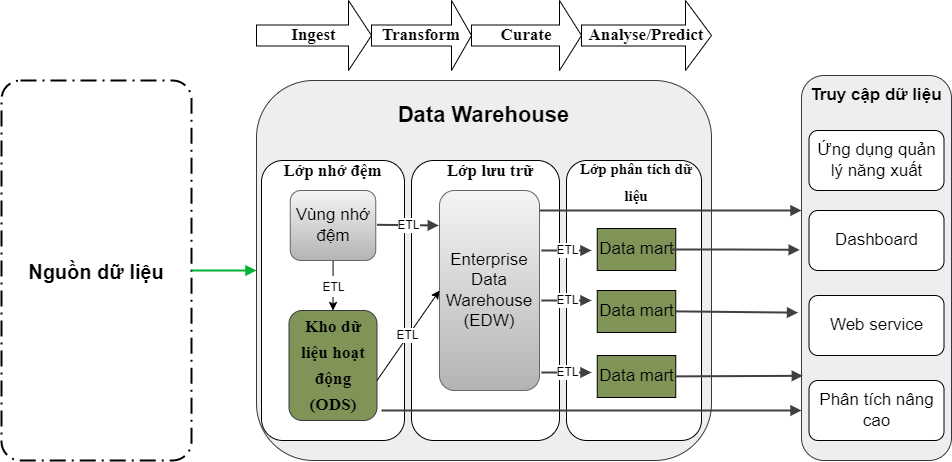 Ingest
Transform
Curate
Analyse/Predict
Nguồn dữ liệu
Data Warehouse
Lớp nhớ đệm
Vùng nhớ
đệm
ETL
Kho dữ
liệu hoạt
động
(ODS)
ETL
ETL
Lớp lưu trữ
Enterprise
Data
Warehouse
(EDW)
ETL
ETL
ETL
Lớp phân tích dữ
liệu
Data mart
Data mart
Data mart
Truy cập dữ liệu
Ứng dụng quản
lý năng xuất
Dashboard
Web service
Phân tích nâng
cao